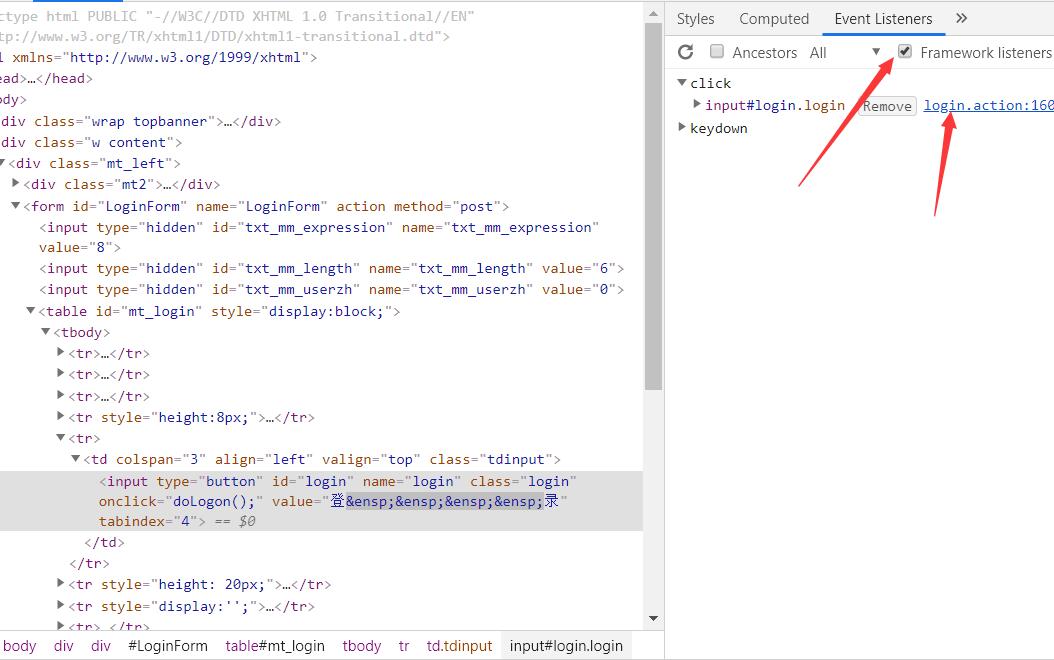 ctype html PUBLIC "-//W3C//DTD XHTML 1.0 Transitional//EN"
tp://www.w3.org/TR/xhtml1/DTD/xhtml1-transitional.dtd">
l xmlns="http://www.w3.org/1999/xhtml">
ead>…</head>
ody>
div class="wrap topbanner">…</div>
div class="w content">
<div class="mt_left">
<div class="mt2">…</div>
<form id="LoginForm" name="LoginForm" action method="post">
<input type="hidden" id="txt_mm_expression" name="txt_mm_expression"
value="8">
<input type="hidden" id="txt_mm_length" name="txt_mm_length" value="6">
<input type="hidden" id="txt_mm_userzh" name="txt_mm_userzh" value="0">
<table id="mt_login" style="display:block;">
<tbody>
<tr>…</tr>
<tr>…</tr>
<tr>…</tr>
<tr style="height:8px;">…</tr>
<tr>
<td colspan="3" align="left" valign="top" class="tdinput">
<input type="button" id="login" name="login" class="login"
onclick="doLogon();" value="登&ensp;&ensp;&ensp;&ensp;录"
tabindex="4"> == $0
</td>
</tr>
<tr style="height: 20px;">…</tr>
<tr style="display:'';">…</tr>
<tr> </tr>
body div div #LoginForm table#mt_login tbody tr td.tdinput input#login.login
Styles Computed Event Listeners »
Ancestors All Framework listeners
click
input#login.login Remove login.action:160
keydown